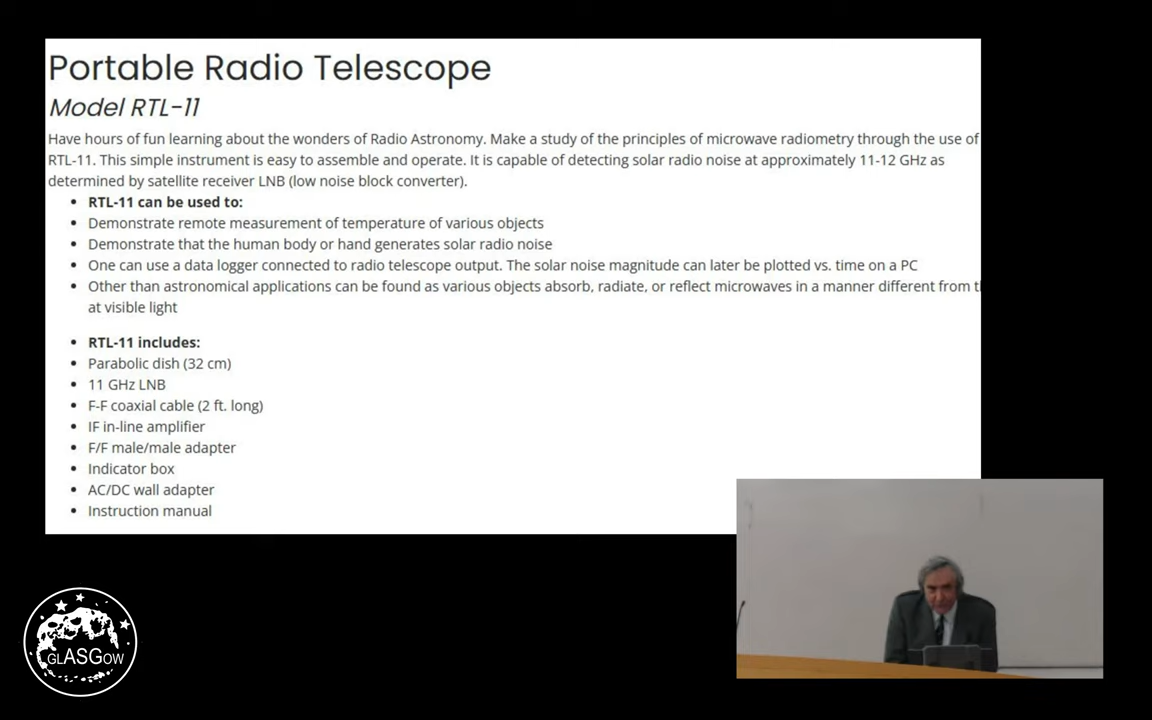 Portable Radio Telescope
Model RTL-11
Have hours of fun learning about the wonders of Radio Astronomy. Make a study of the principles of microwave radiometry through the use of
RTL-11. This simple instrument is easy to assemble and operate. It is capable of detecting solar radio noise at approximately 11-12 GHz as
determined by satellite receiver LNB (low noise block converter).
• RTL-11 can be used to:
• Demonstrate remote measurement of temperature of various objects
• Demonstrate that the human body or hand generates solar radio noise
• One can use a data logger connected to radio telescope output. The solar noise magnitude can later be plotted vs. time on a PC
• Other than astronomical applications can be found as various objects absorb, radiate, or reflect microwaves in a manner different from
at visible light
• RTL-11 includes:
• Parabolic dish (32 cm)
• 11 GHz LNB
• F-F coaxial cable (2 ft. long)
• IF in-line amplifier
• F/F male/male adapter
• Indicator box
• AC/DC wall adapter
• Instruction manual
GLASGOW